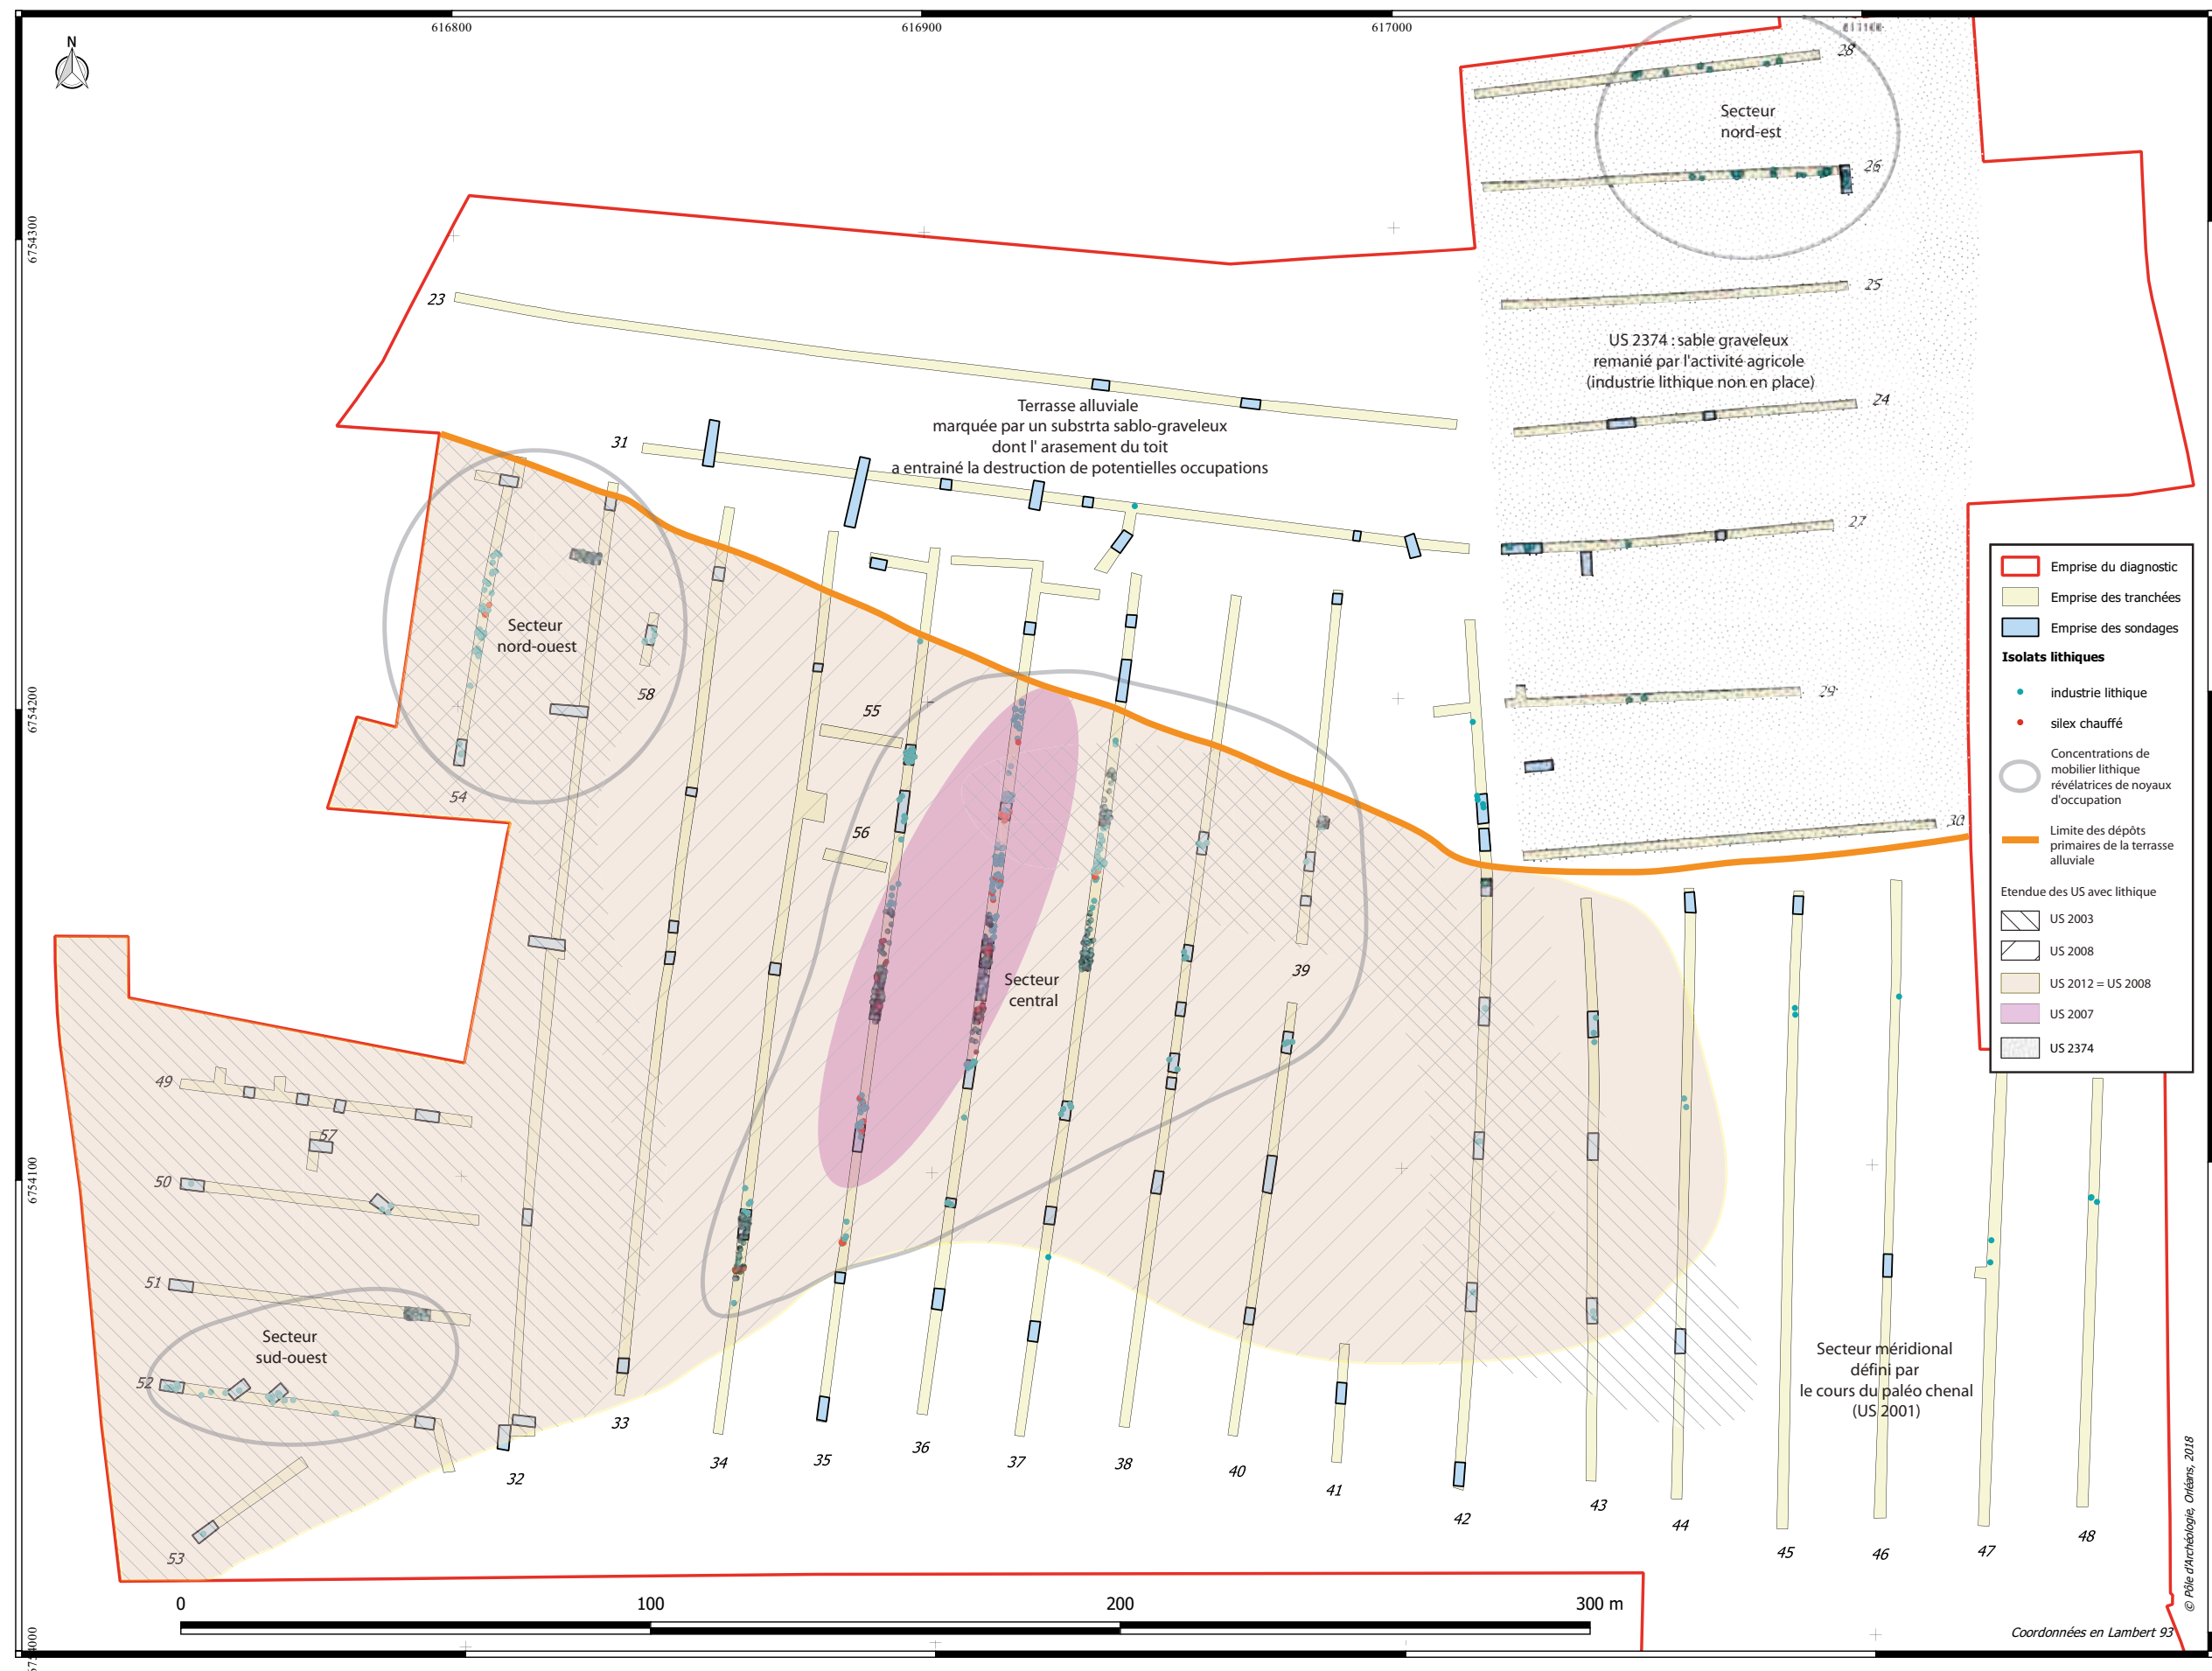 616800
616900
617000
N
28
Secteur
nord-est
26
6754300
23
25
US 2374 : sable graveleux
remanié par l'activité agricole
(industrie lithique non en place)
24
Terrasse alluviale
marquée par un substrta sablo-graveleux
dont l' arasement du toit
a entrainé la destruction de potentielles occupations
31
27
Secteur
nord-ouest
58
29
6754200
55
54
56
30
Secteur
central
39
49
57
50
6754100
51
Secteur
sud-ouest
52
53
32
33
34
35
36
37
38
40
41
42
43
44
45
46
47
48
Secteur méridional
défini par
le cours du paléo chenal
(US 2001)
Emprise du diagnostic
Emprise des tranchées
Emprise des sondages
Isolats lithiques
industrie lithique
silex chauffé
Concentrations de
mobilier lithique
révélatrices de noyaux
d'occupation
Limite des dépôts
primaires de la terrasse
alluviale
Etendue des US avec lithique
US 2003
US 2008
US 2012 = US 2008
US 2007
US 2374
0
100
200
300 m
6754000
© Pôle d'Archéologie, Orléans, 2018
Coordonnées en Lambert 93